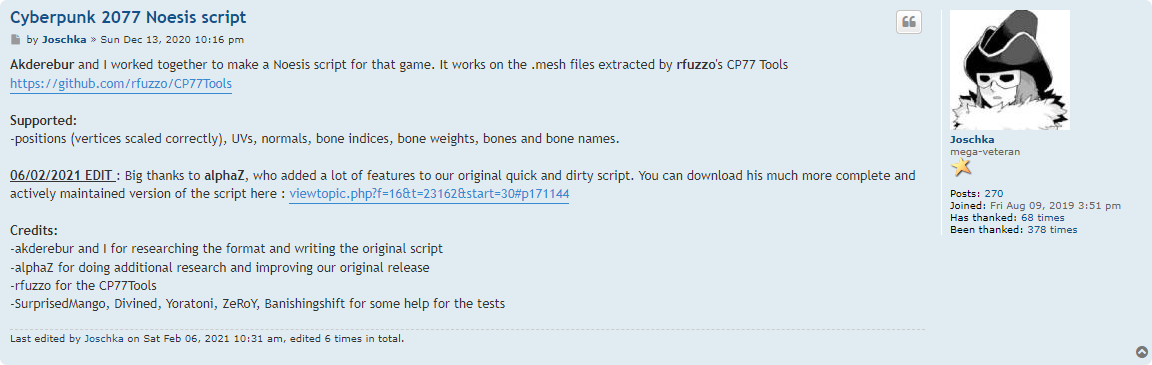 Cyberpunk 2077 Noesis script
by Joschka » Sun Dec 13, 2020 10:16 pm
Akderebur and I worked together to make a Noesis script for that game. It works on the .mesh files extracted by rfuzzo's CP77 Tools
https://github.com/rfuzzo/CP77Tools
Supported:
-positions (vertices scaled correctly), UVs, normals, bone indices, bone weights, bones and bone names.
06/02/2021 EDIT : Big thanks to alphaZ, who added a lot of features to our original quick and dirty script. You can download his much more complete and
actively maintained version of the script here : viewtopic.php?f=16&t=23162&start=30#p171144
Credits:
-akderebur and I for researching the format and writing the original script
-alphaZ for doing additional research and improving our original release
-rfuzzo for the CP77Tools
-SurprisedMango, Divined, Yoratoni, ZeRoY, Banishingshift for some help for the tests
Last edited by Joschka on Sat Feb 06, 2021 10:31 am, edited 6 times in total.
Joschka
mega-veteran
Posts: 270
Joined: Fri Aug 09, 2019 3:51 pm
Has thanked: 68 times
Been thanked: 378 times